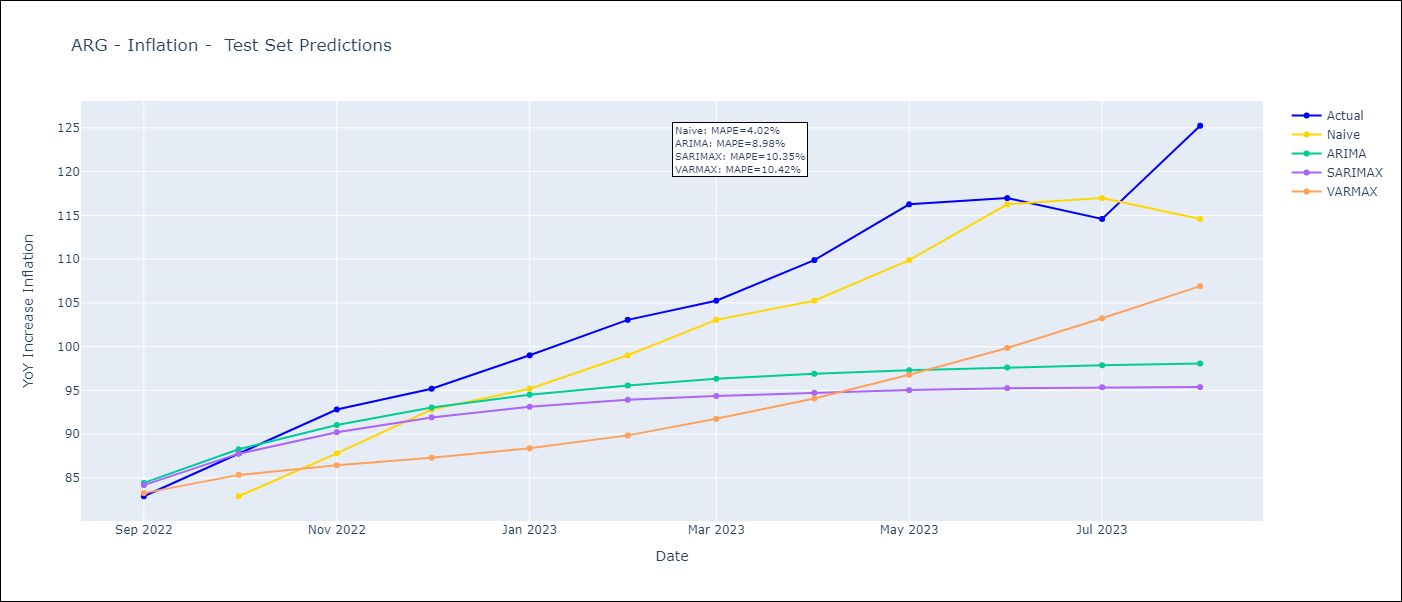 ARG - Inflation -  Test Set Predictions
Naive: MAPE=4.02%
ARIMA: MAPE=8.98%
SARIMAX: MAPE=10.35%
VARMAX: MAPE=10.42%
Actual
Naive
ARIMA
SARIMAX
VARMAX
YoY Increase Inflation
125
120
115
110
105
100
95
90
85
Sep 2022
Nov 2022
Jan 2023
Mar 2023
May 2023
Jul 2023
Date